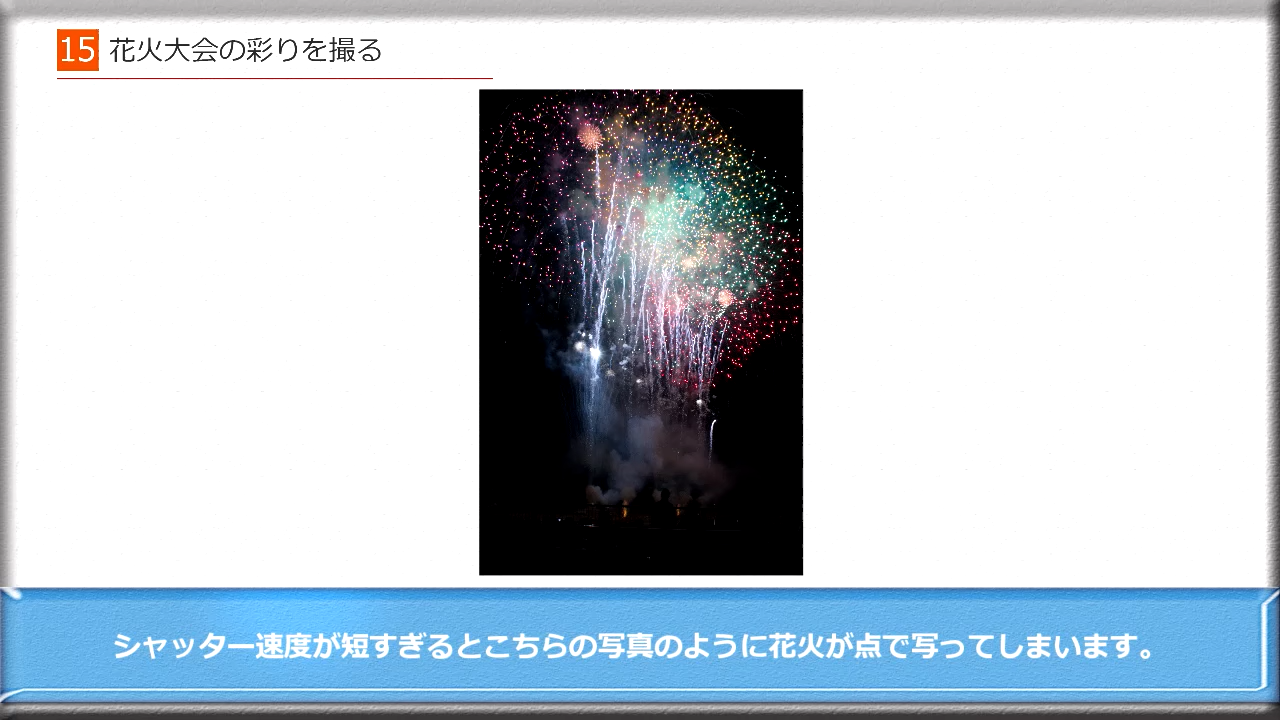 15 花火大会の彩りを撮る
シャッター速度が短すぎるとこちらの写真のように花火が点で写ってしまいます。